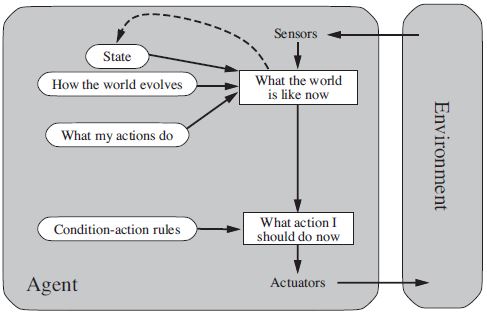 Sensors
State
How the world evolves
What the world
is like now
What my actions do
Environment
Condition-action rules
What action I
should do now
Agent
Actuators